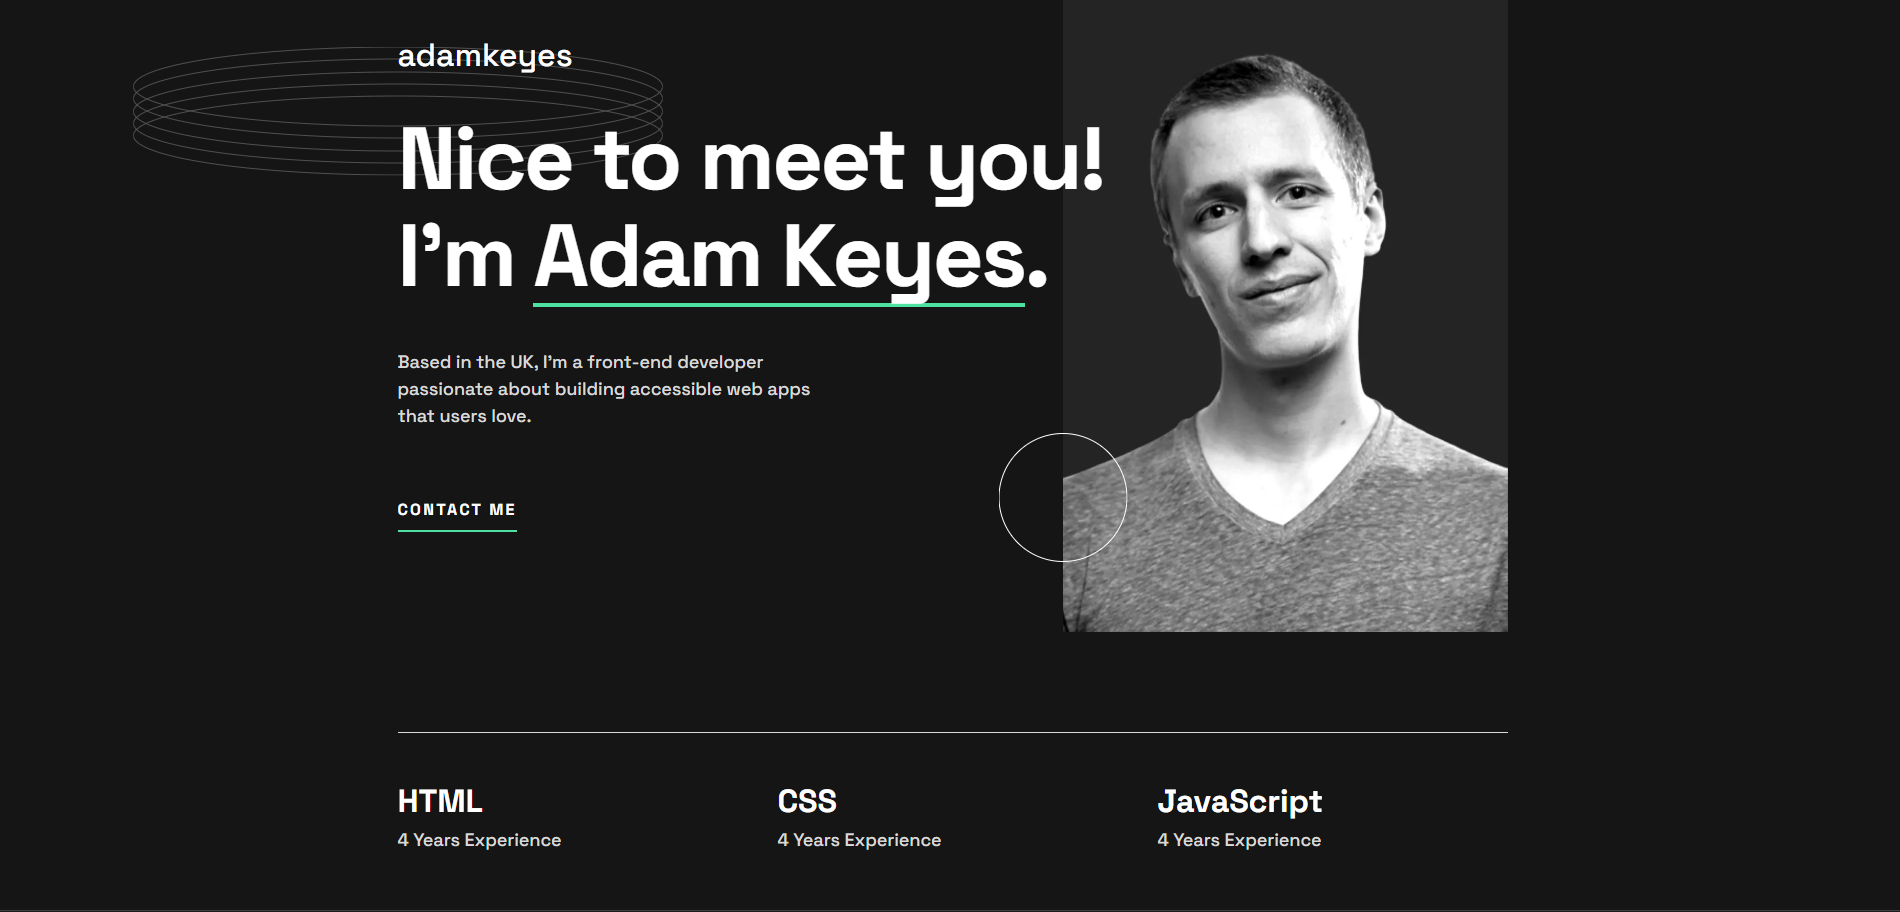 adamkeyes
Nice to meet you!
I’m Adam Keyes.
Based in the UK, I’m a front-end developer
passionate about building accessible web apps
that users love.
CONTACT ME
HTML
4 Years Experience
CSS
4 Years Experience
JavaScript
4 Years Experience